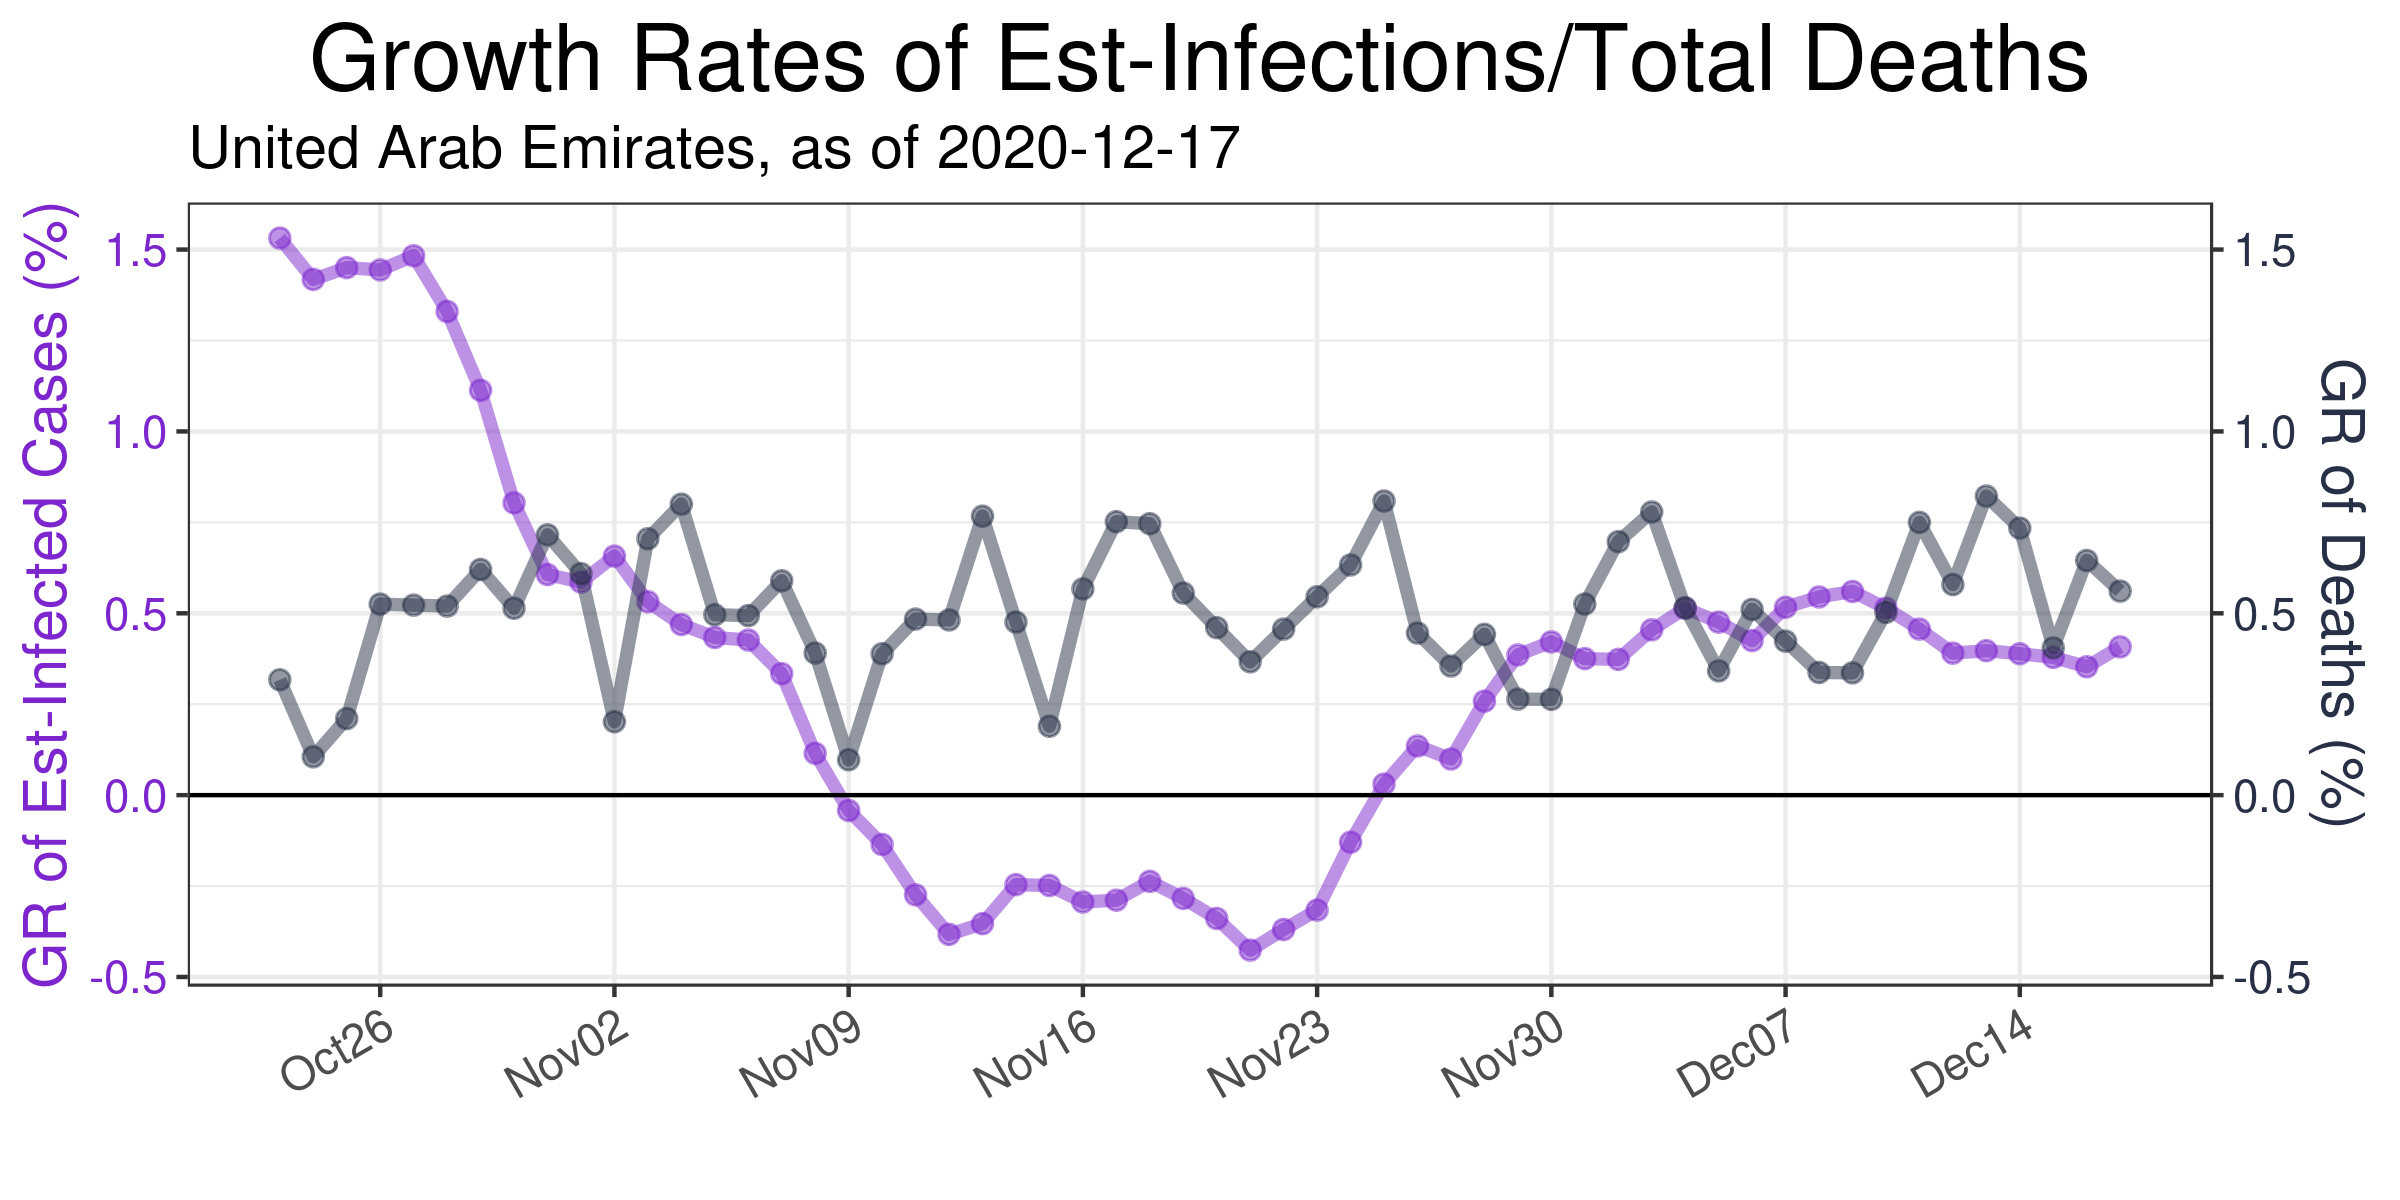 Growth Rates of Est-Infections/Total Deaths
United Arab Emirates, as of 2020-12-17
GR of Est-Infected Cases (%)
1.5
1.0
0.5
0.0
-0.5
1.5
1.0
0.5
0.0
-0.5
GR of Deaths (%)
Oct26
Nov02
Nov09
Nov16
Nov23
Nov30
Dec07
Dec14